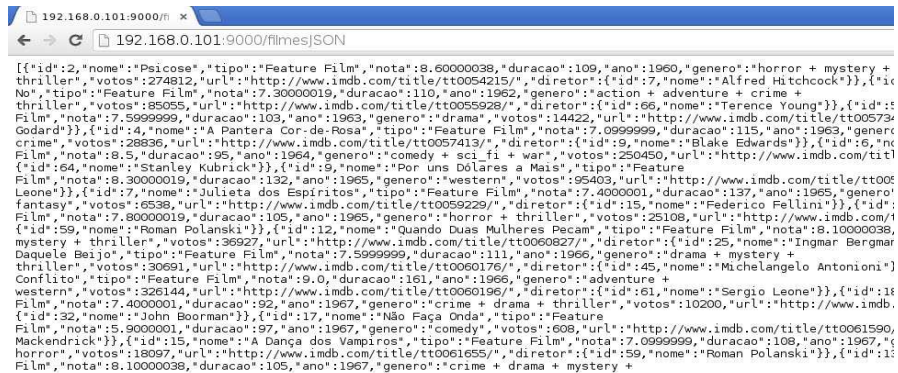 192.168.0.101:9000/fi
192.168.0.101:9000/filmesJSON
[{"id":2,"nome":"Psicose","tipo":"Feature Film","nota":8.60000038,"duracao":109,"ano":1960,"genero":"horror + mystery +
thriller","votos":274812,"url":"http://www.imdb.com/title/tt0054215/","diretor":{"id":7,"nome":"Alfred Hitchcock"}},{"id
No","tipo":"Feature Film","nota":7.30000019,"duracao":110,"ano":1962,"genero":"action + adventure + crime +
thriller","votos":85055,"url":"http://www.imdb.com/title/tt0055928/","diretor":{"id":66,"nome":"Terence Young"}},{"id":5
Film","nota":7.5999999,"duracao":103,"ano":1963,"genero":"drama","votos":14422,"url":"http://www.imdb.com/title/tt005734
Godard"}},{"id":4,"nome":"A Pantera Cor-de-Rosa","tipo":"Feature Film","nota":7.0999999,"duracao":115,"ano":1963,"genero
crime","votos":28836,"url":"http://www.imdb.com/title/tt0057413/","diretor":{"id":9,"nome":"Blake Edwards"}},{"id":6,"no
Film","nota":8.5,"duracao":95,"ano":1964,"genero":"comedy + sci_fi + war","votos":250450,"url":"http://www.imdb.com/titl
{"id":64,"nome":"Stanley Kubrick"}},{"id":9,"nome":"Por uns Dólares a Mais","tipo":"Feature
Film","nota":8.30000019,"duracao":132,"ano":1965,"genero":"western","votos":95403,"url":"http://www.imdb.com/title/tt005
Leone"}},{"id":7,"nome":"Julieta dos Espíritos","tipo":"Feature Film","nota":7.4000001,"duracao":137,"ano":1965,"genero"
fantasy","votos":6538,"url":"http://www.imdb.com/title/tt0059229/","diretor":{"id":15,"nome":"Federico Fellini"}},{"id":
Film","nota":7.80000019,"duracao":105,"ano":1965,"genero":"horror + thriller","votos":25108,"url":"http://www.imdb.com/t
{"id":59,"nome":"Roman Polanski"}},{"id":12,"nome":"Quando Duas Mulheres Pecam","tipo":"Feature Film","nota":8.10000038,
mystery + thriller","votos":36927,"url":"http://www.imdb.com/title/tt0060827/","diretor":{"id":25,"nome":"Ingmar Bergman
Daquele Beijo","tipo":"Feature Film","nota":7.5999999,"duracao":111,"ano":1966,"genero":"drama + mystery +
thriller","votos":30691,"url":"http://www.imdb.com/title/tt0060176/","diretor":{"id":45,"nome":"Michelangelo Antonioni"}
Conflito","tipo":"Feature Film","nota":9.0,"duracao":161,"ano":1966,"genero":"adventure +
western","votos":326144,"url":"http://www.imdb.com/title/tt0060196/","diretor":{"id":61,"nome":"Sergio Leone"}},{"id":18
Film","nota":7.4000001,"duracao":92,"ano":1967,"genero":"crime + drama + thriller","votos":10200,"url":"http://www.imdb.
{"id":32,"nome":"John Boorman"}},{"id":17,"nome":"Não Faça Onda","tipo":"Feature
Film","nota":5.9000001,"duracao":97,"ano":1967,"genero":"comedy","votos":608,"url":"http://www.imdb.com/title/tt0061590/
Mackendrick"}},{"id":15,"nome":"A Dança dos Vampiros","tipo":"Feature Film","nota":7.0999999,"duracao":108,"ano":1967,"g
horror","votos":18097,"url":"http://www.imdb.com/title/tt0061655/","diretor":{"id":59,"nome":"Roman Polanski"}},{"id":13
Film","nota":8.10000038,"duracao":105,"ano":1967,"genero":"crime + drama + mystery +